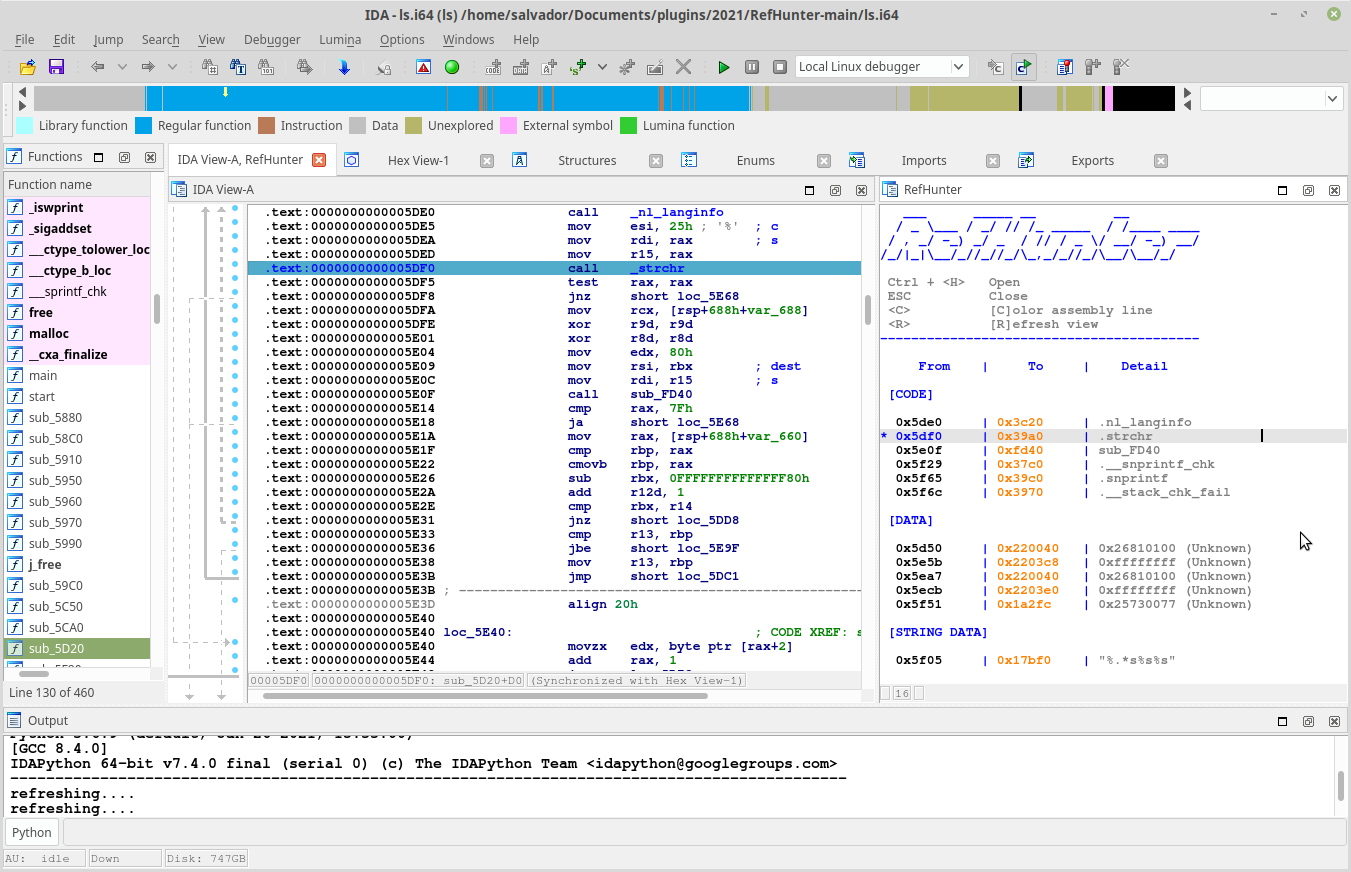 IDA - ls.i64 (ls) /home/salvador/Documents/plugins/2021/RefHunter-main/ls.i64
File Edit Jump Search View Debugger Lumina Options Windows Help
Local Linux debugger
Library function Regular function Instruction Data Unexplored External symbol Lumina function
Functions
Function name
_iswprint
_sigaddset
___ctype_tolower_loc
___ctype_b_loc
___sprintf_chk
free
malloc
__cxa_finalize
main
start
sub_5880
sub_58C0
sub_5910
sub_5950
sub_5960
sub_5970
sub_5990
j_free
sub_59C0
sub_5C50
sub_5CA0
sub_5D20
Line 130 of 460
IDA View-A, RefHunter Hex View-1 Structures Enums Imports Exports
IDA View-A
.text:0000000000005DE0 call _nl_langinfo
.text:0000000000005DE5 mov esi, 25h ; '%' ; c
.text:0000000000005DEA mov rdi, rax ; s
.text:0000000000005DED mov r15, rax
.text:0000000000005DF0 call _strchr
.text:0000000000005DF5 test rax, rax
.text:0000000000005DF8 jnz short loc_5E68
.text:0000000000005DFA mov rcx, [rsp+688h+var_688]
.text:0000000000005DFE xor r9d, r9d
.text:0000000000005E01 xor r8d, r8d
.text:0000000000005E04 mov edx, 80h
.text:0000000000005E09 mov rsi, rbx ; dest
.text:0000000000005E0C mov rdi, r15 ; s
.text:0000000000005E0F call sub_FD40
.text:0000000000005E14 cmp rax, 7Fh
.text:0000000000005E18 ja short loc_5E68
.text:0000000000005E1A mov rax, [rsp+688h+var_660]
.text:0000000000005E1F cmp rbp, rax
.text:0000000000005E22 cmovb rbp, rax
.text:0000000000005E26 sub rbx, 0FFFFFFFFFFFFFF80h
.text:0000000000005E2A add r12d, 1
.text:0000000000005E2E cmp rbx, r14
.text:0000000000005E31 jnz short loc_5DD8
.text:0000000000005E33 cmp r13, rbp
.text:0000000000005E36 jbe short loc_5E9F
.text:0000000000005E38 mov r13, rbp
.text:0000000000005E3B jmp short loc_5DC1
.text:0000000000005E3B ; ---------------------------------------------------------------------------
.text:0000000000005E3D align 20h
.text:0000000000005E40
.text:0000000000005E40 loc_5E40: ; CODE XREF: s
.text:0000000000005E40 movzx edx, byte ptr [rax+2]
.text:0000000000005E44 add rax, 1
00005DF0 0000000000005DF0: sub_5D20+D0 (Synchronized with Hex View-1)
RefHunter
Ctrl + <H> Open
ESC Close
<C> [C]olor assembly line
<R> [R]efresh view
From | To | Detail
[CODE]
0x5de0 | 0x3c20 | .nl_langinfo
* 0x5df0 | 0x39a0 | .strchr
0x5e0f | 0xfd40 | sub_FD40
0x5f29 | 0x37c0 | .__snprintf_chk
0x5f65 | 0x39c0 | .snprintf
0x5f6c | 0x3970 | .__stack_chk_fail
[DATA]
0x5d50 | 0x220040 | 0x26810100 (Unknown)
0x5e5b | 0x2203c8 | 0xffffffff (Unknown)
0x5ea7 | 0x220040 | 0x26810100 (Unknown)
0x5ecb | 0x2203e0 | 0xffffffff (Unknown)
0x5f51 | 0x1a2fc | 0x25730077 (Unknown)
[STRING DATA]
0x5f05 | 0x17bf0 | "%.*s%s%s"
16
Output
[GCC 8.4.0]
IDAPython 64-bit v7.4.0 final (serial 0) (c) The IDAPython Team <idapython@googlegroups.com>
refreshing....
refreshing....
Python
AU: idle Down Disk: 747GB